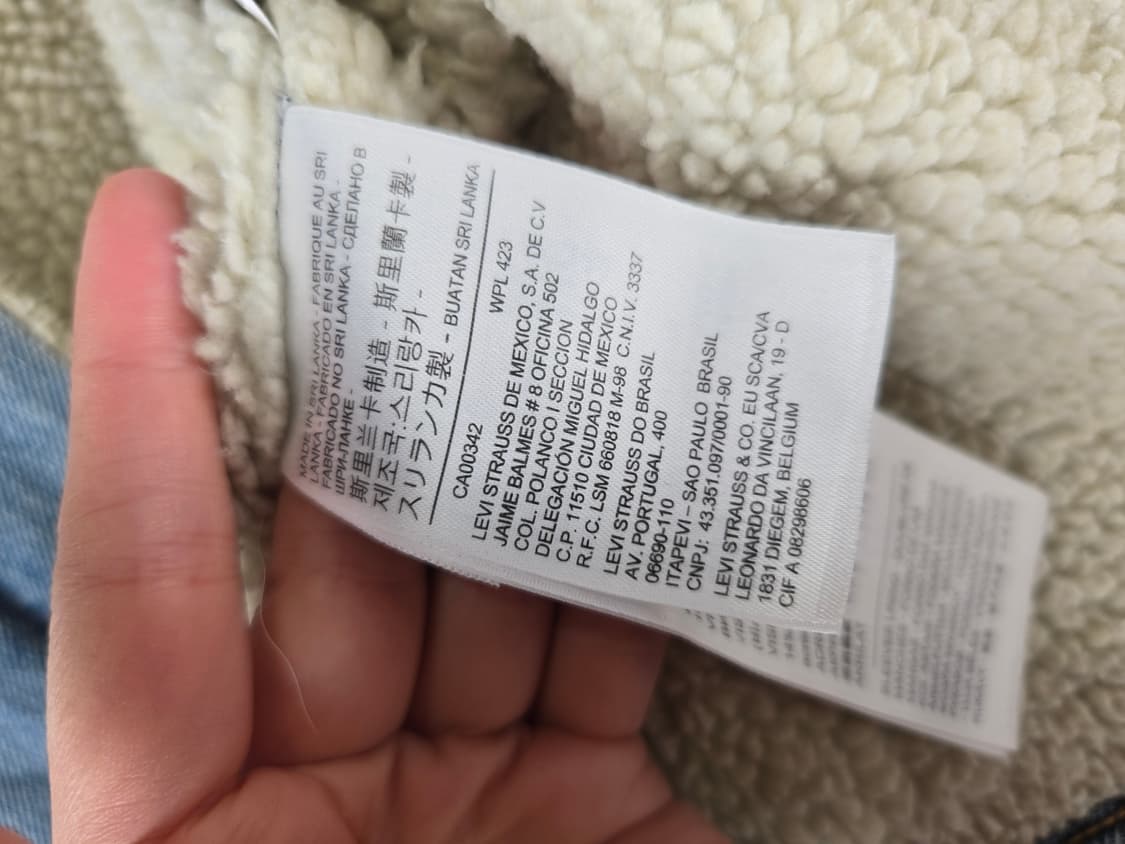 MADE IN SRI LANKA - FABRIQUE AU SRI
LANKA - FABRICADO EN SRI LANKA -
FABRICADO NO SRI LANKA - СДЕЛАНО В
ШРИ-ЛАНКЕ -
斯里兰卡制造 - 斯里蘭卡製 -
제조국:스리랑카 -
スリランカ製 - BUATAN SRI LANKA
CA00342 WPL 423
LEVI STRAUSS DE MEXICO, S.A. DE C.V
JAIME BALMES # 8 OFICINA 502
COL. POLANCO I SECCION
DELEGACIÓN MIGUEL HIDALGO
C.P. 11510 CIUDAD DE MEXICO
R.F.C. LSM 660818 M-98 C.N.I.V. 3337
LEVI STRAUSS DO BRASIL
AV. PORTUGAL, 400
06690-110
ITAPEVI – SAO PAULO BRASIL
CNPJ: 43.351.097/0001-90
LEVI STRAUSS & CO. EU SCA/CVA
LEONARDO DA VINCILAAN, 19 - D
1831 DIEGEM, BELGIUM
CIF A 08298606